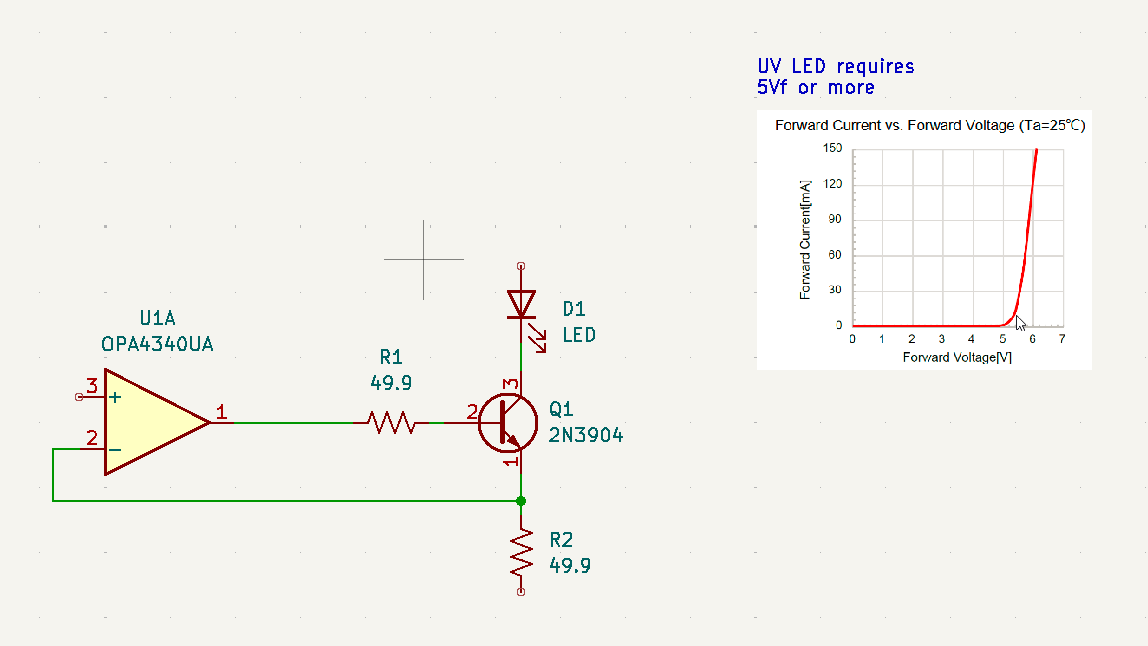 UV LED requires
5Vf or more
Forward Current vs. Forward Voltage (Ta=25℃)
150
120
90
60
30
0
Forward Current[mA]
0 1 2 3 4 5 6 7
Forward Voltage[V]
U1A
OPA4340UA
3
+
2
−
1
R1
49.9
D1
LED
3
2
1
Q1
2N3904
R2
49.9